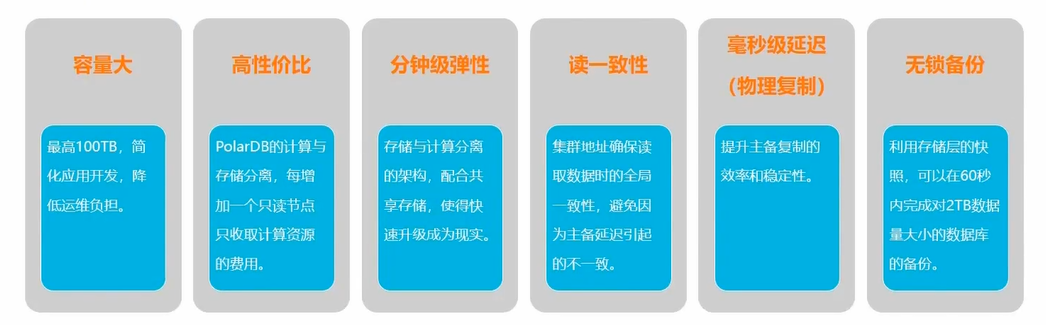 容量大
最高100TB，简
化应用开发，降
低运维负担。
高性价比
PolarDB的计算与
存储分离，每增
加一个只读节点
只收取计算资源
的费用。
分钟级弹性
存储与计算分离
的架构，配合共
享存储，使得快
速升级成为现实。
读一致性
集群地址确保读
取数据时的全局
一致性，避免因
为主备延迟引起
的不一致。
毫秒级延迟
（物理复制）
提升主备复制的
效率和稳定性。
无锁备份
利用存储层的快
照，可以在60秒
内完成对2TB数据
量大小的数据库
的备份。